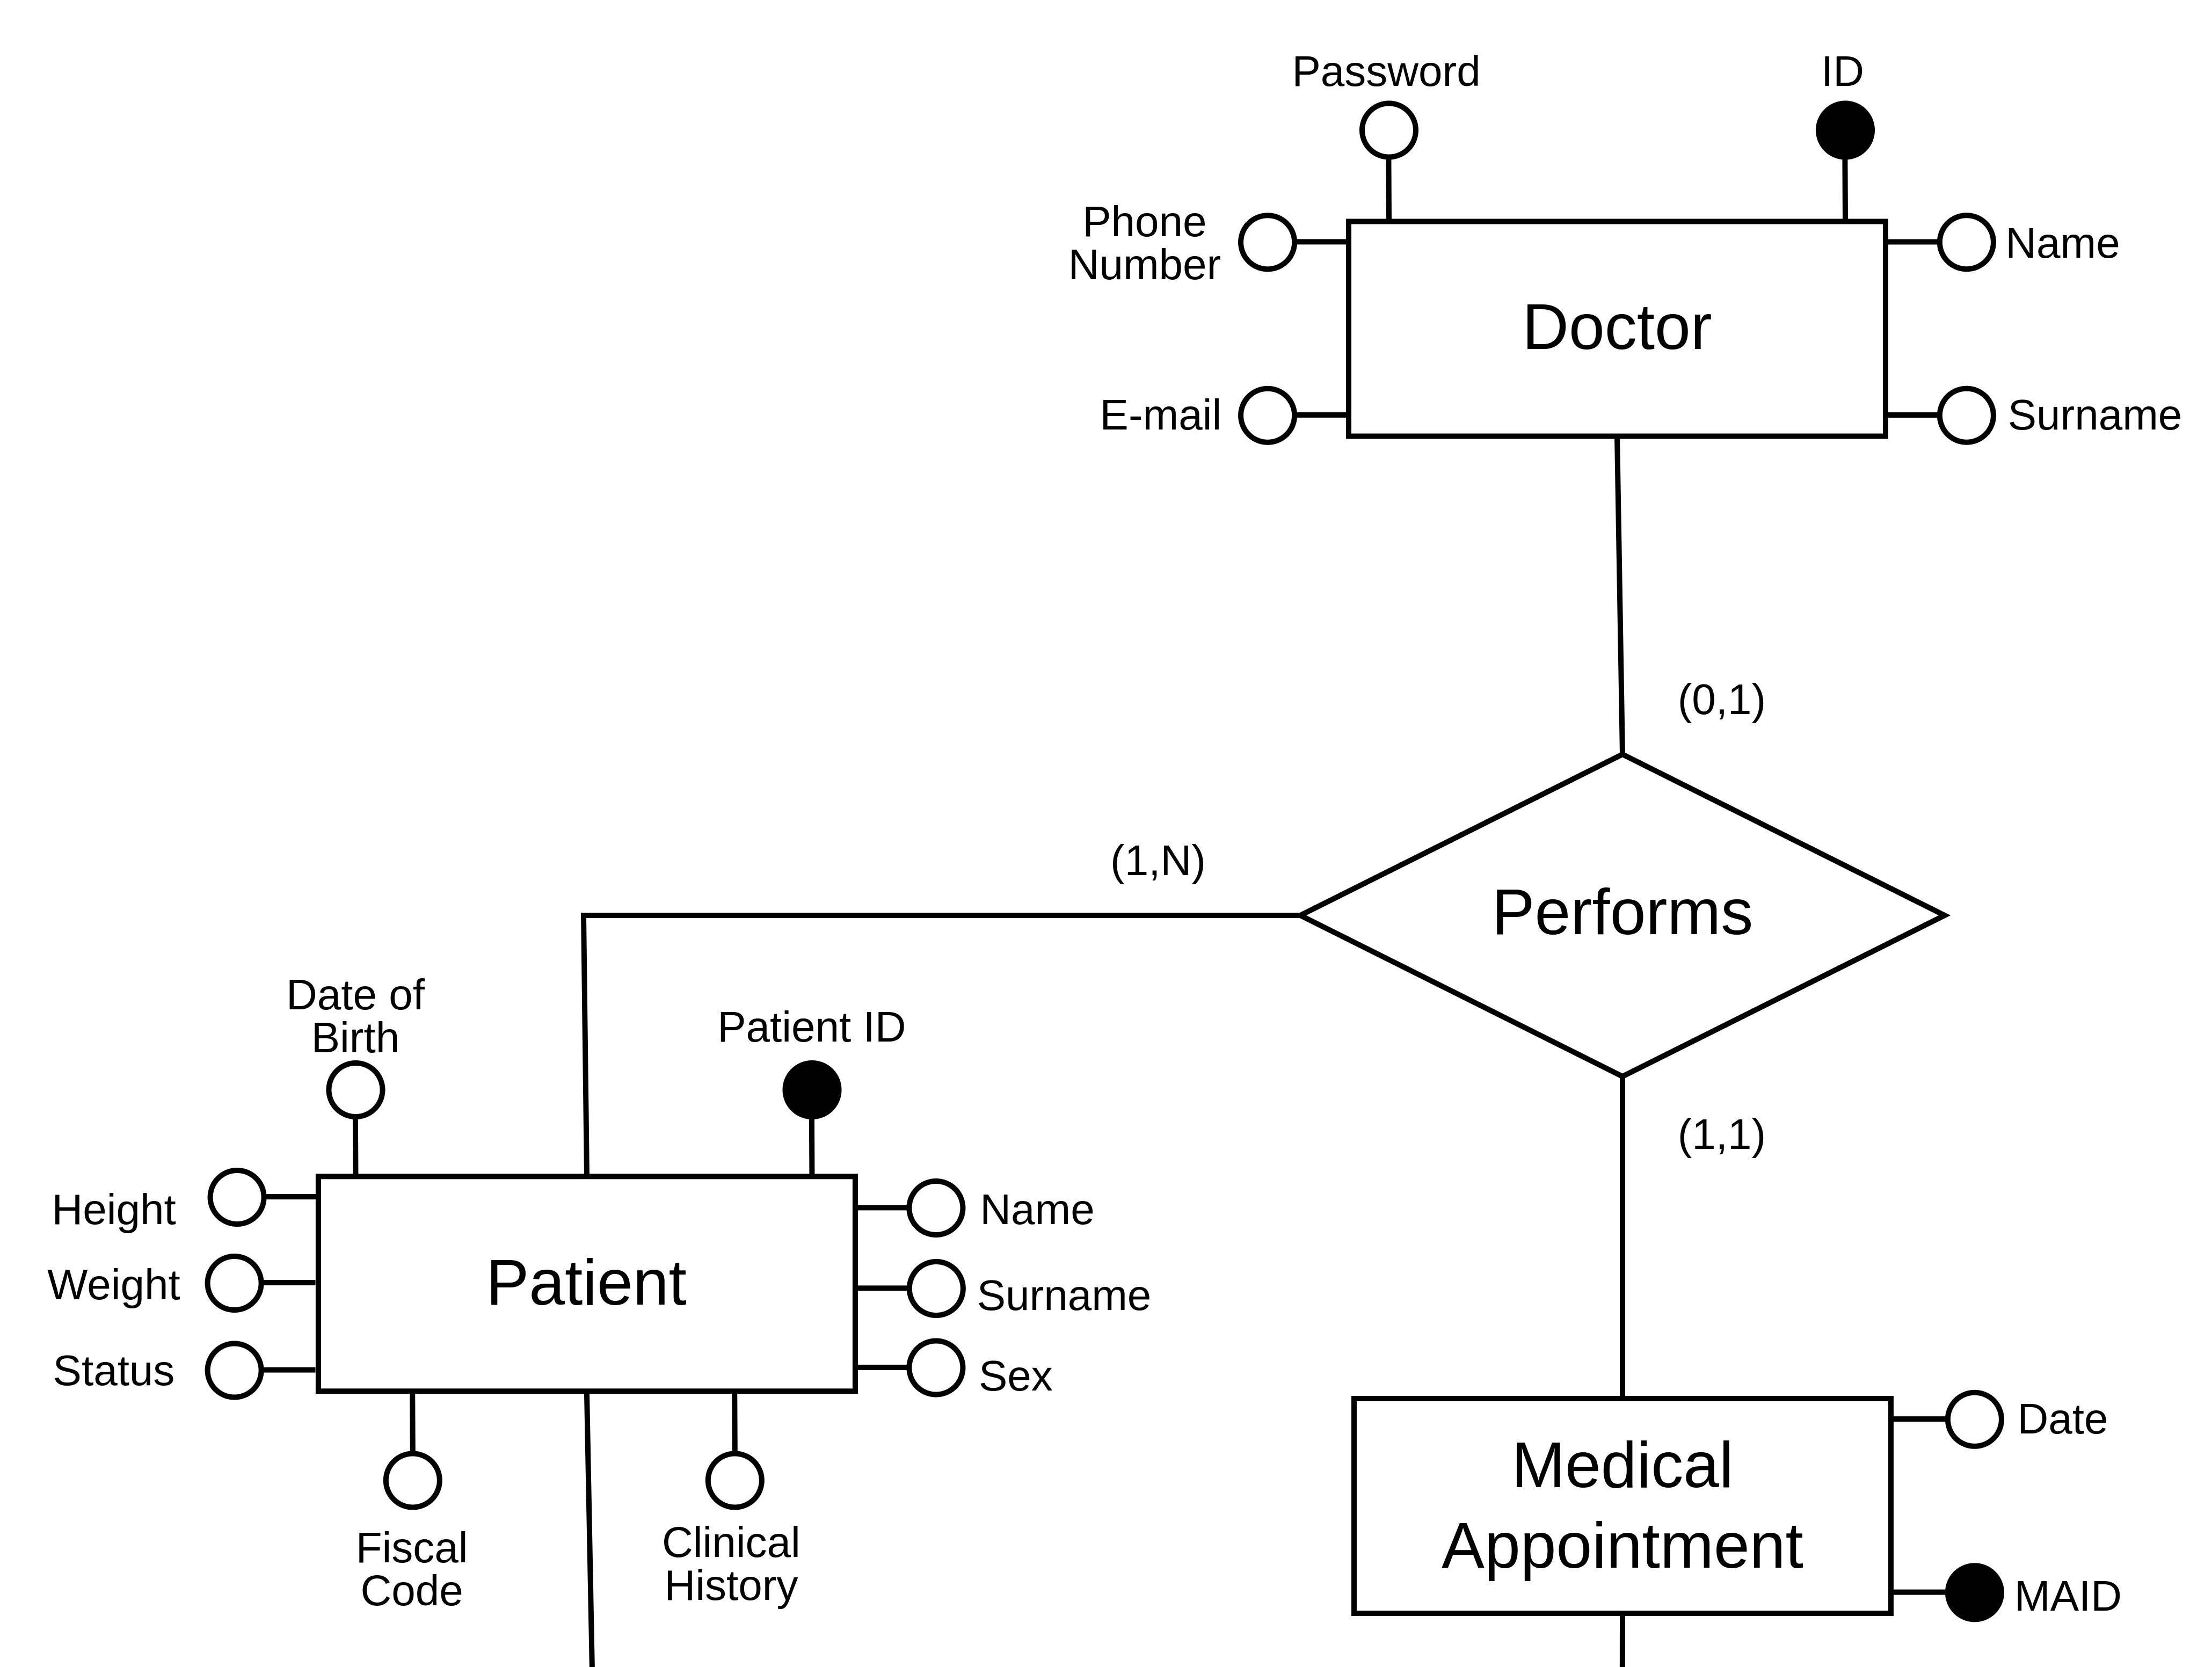 Password
ID
Phone
Number
Name
Doctor
E-mail
Surname
(0,1)
(1,N)
Performs
Date of
Birth
Patient ID
(1,1)
Height
Name
Weight
Patient
Surname
Status
Sex
Date
Medical
Appointment
Fiscal
Code
Clinical
History
MAID